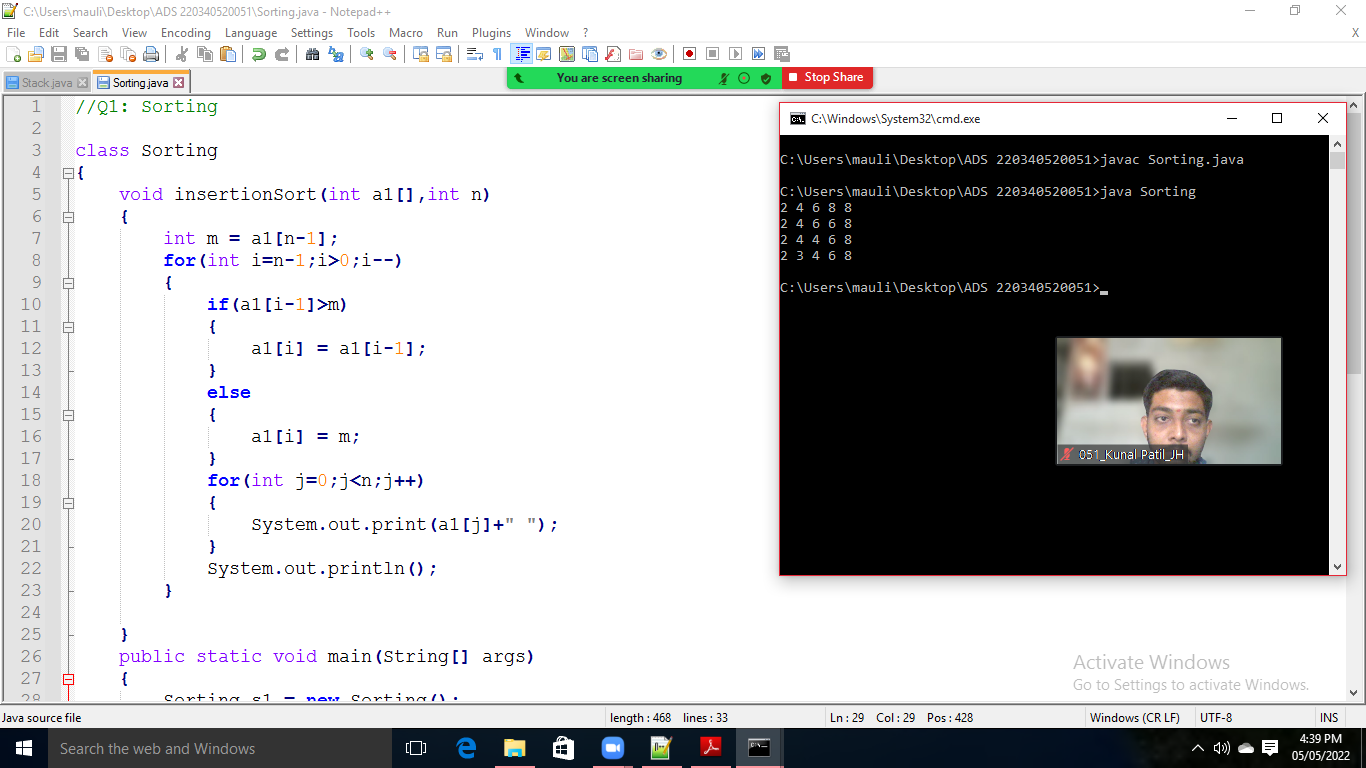 C:\Users\mauli\Desktop\ADS 220340520051\Sorting.java - Notepad++
File Edit Search View Encoding Language Settings Tools Macro Run Plugins Window ? X
You are screen sharing Stop Share
Stack.java Sorting.java
1 //Q1: Sorting
2
3 class Sorting
4 {
5 void insertionSort(int a1[],int n)
6 {
7 int m = a1[n-1];
8 for(int i=n-1;i>0;i--)
9 {
10 if(a1[i-1]>m)
11 {
12 a1[i] = a1[i-1];
13 }
14 else
15 {
16 a1[i] = m;
17 }
18 for(int j=0;j<n;j++)
19 {
20 System.out.print(a1[j]+" ");
21 }
22 System.out.println();
23 }
24
25 }
26 public static void main(String[] args)
27 {
28 Sorting s1 = new Sorting();
C:\Windows\System32\cmd.exe
C:\Users\mauli\Desktop\ADS 220340520051>javac Sorting.java
C:\Users\mauli\Desktop\ADS 220340520051>java Sorting
2 4 6 8 8
2 4 6 6 8
2 4 4 6 8
2 3 4 6 8
C:\Users\mauli\Desktop\ADS 220340520051>
051_Kunal Patil_JH
Activate Windows
Go to Settings to activate Windows.
Java source file length : 468 lines : 33 Ln : 29 Col : 29 Pos : 428 Windows (CR LF) UTF-8 INS
Search the web and Windows
4:39 PM
05/05/2022